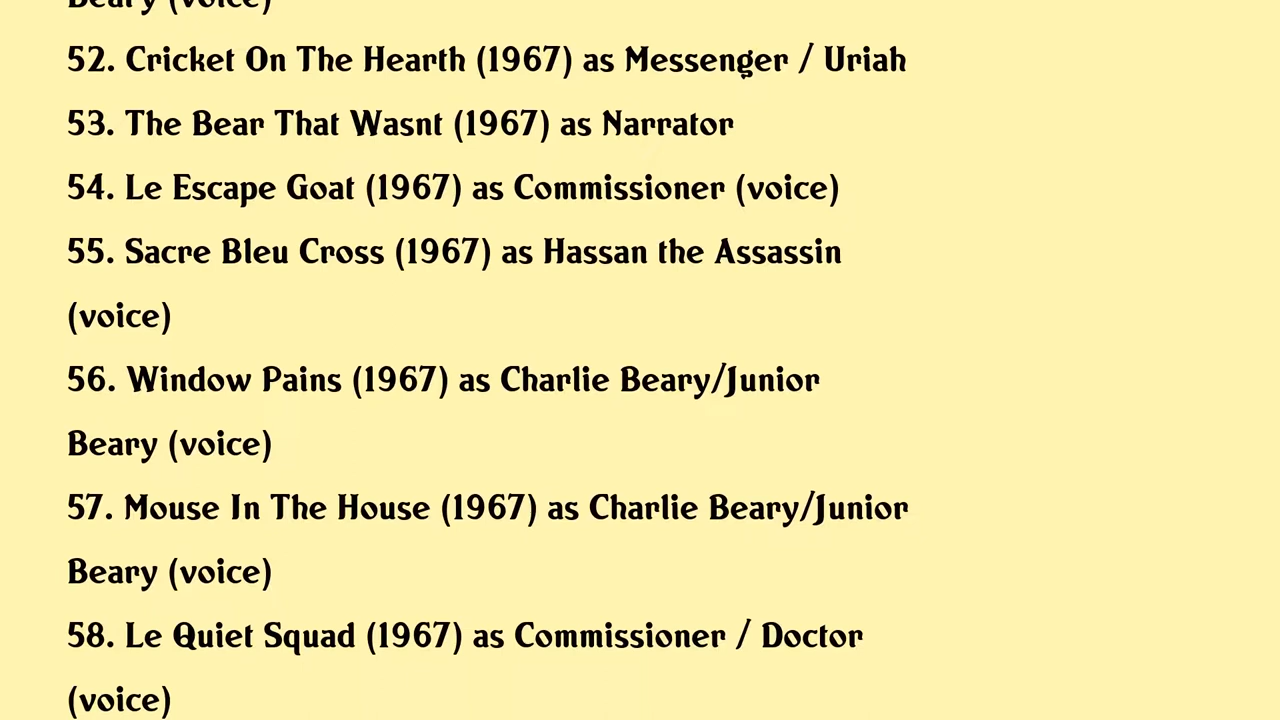 Beary (voice)
52. Cricket On The Hearth (1967) as Messenger / Uriah
53. The Bear That Wasnt (1967) as Narrator
54. Le Escape Goat (1967) as Commissioner (voice)
55. Sacre Bleu Cross (1967) as Hassan the Assassin
(voice)
56. Window Pains (1967) as Charlie Beary/Junior
Beary (voice)
57. Mouse In The House (1967) as Charlie Beary/Junior
Beary (voice)
58. Le Quiet Squad (1967) as Commissioner / Doctor
(voice)